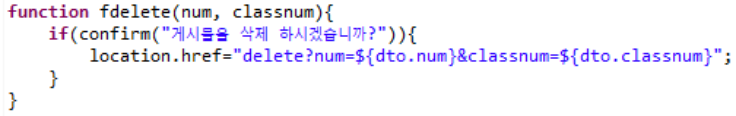 function fdelete(num, classnum){
if(confirm("게시물을 삭제 하시겠습니까?")){
location.href="delete?num=${dto.num}&classnum=${dto.classnum}";
}
}